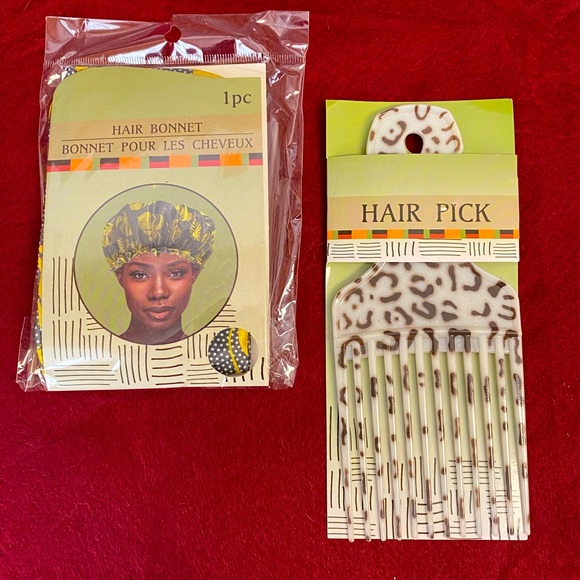 1pc
HAIR BONNET
BONNET POUR LES CHEVEUX
HAIR PICK